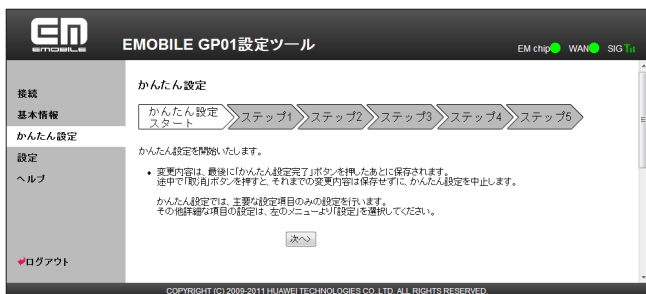 EM
EMOBILE
EMOBILE GP01設定ツール
EM chip WAN SIG
接続
基本情報
かんたん設定
設定
ヘルプ
ログアウト
かんたん設定
かんたん設定
スタート
ステップ1
ステップ2
ステップ3
ステップ4
ステップ5
かんたん設定を開始いたします。
• 変更内容は、最後に「かんたん設定完了」ボタンを押したあとに保存されます。
途中で「取消」ボタンを押すと、それまでの変更内容は保存せずに、かんたん設定を中止します。
かんたん設定では、主要な設定項目のみの設定を行います。
その他詳細な項目の設定は、左のメニューより「設定」を選択してください。
次へ>
COPYRIGHT (C) 2009-2011 HUAWEI TECHNOLOGIES CO.,LTD. ALL RIGHTS RESERVED.